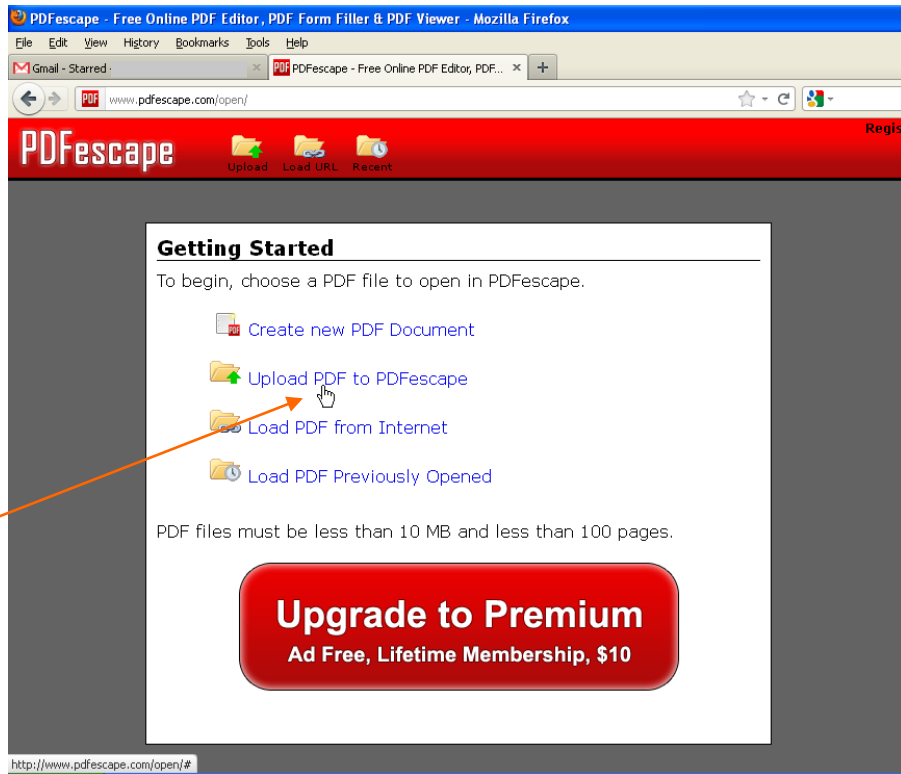 PDFescape - Free Online PDF Editor, PDF Form Filler & PDF Viewer - Mozilla Firefox
File Edit View History Bookmarks Tools Help
Gmail - Starred · × PDF PDFescape - Free Online PDF Editor, PDF... × +
PDF www.pdfescape.com/open/
Regis
PDFescape
Upload Load URL Recent
Getting Started
To begin, choose a PDF file to open in PDFescape.
Create new PDF Document
Upload PDF to PDFescape
Load PDF from Internet
Load PDF Previously Opened
PDF files must be less than 10 MB and less than 100 pages.
Upgrade to Premium
Ad Free, Lifetime Membership, $10
http://www.pdfescape.com/open/#